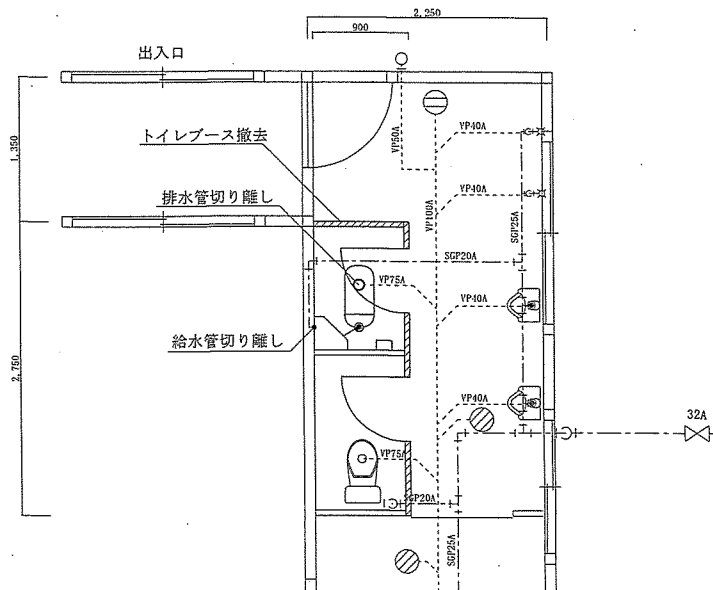 2,250
900
出入口
1,350
トイレブース撤去
VP50A
VP40A
排水管切り離し
VP40A
VP100A
SGP25A
SGP20A
VP75A
VP40A
給水管切り離し
2,750
VP40A
32A
VP75A
SGP20A
SGP25A